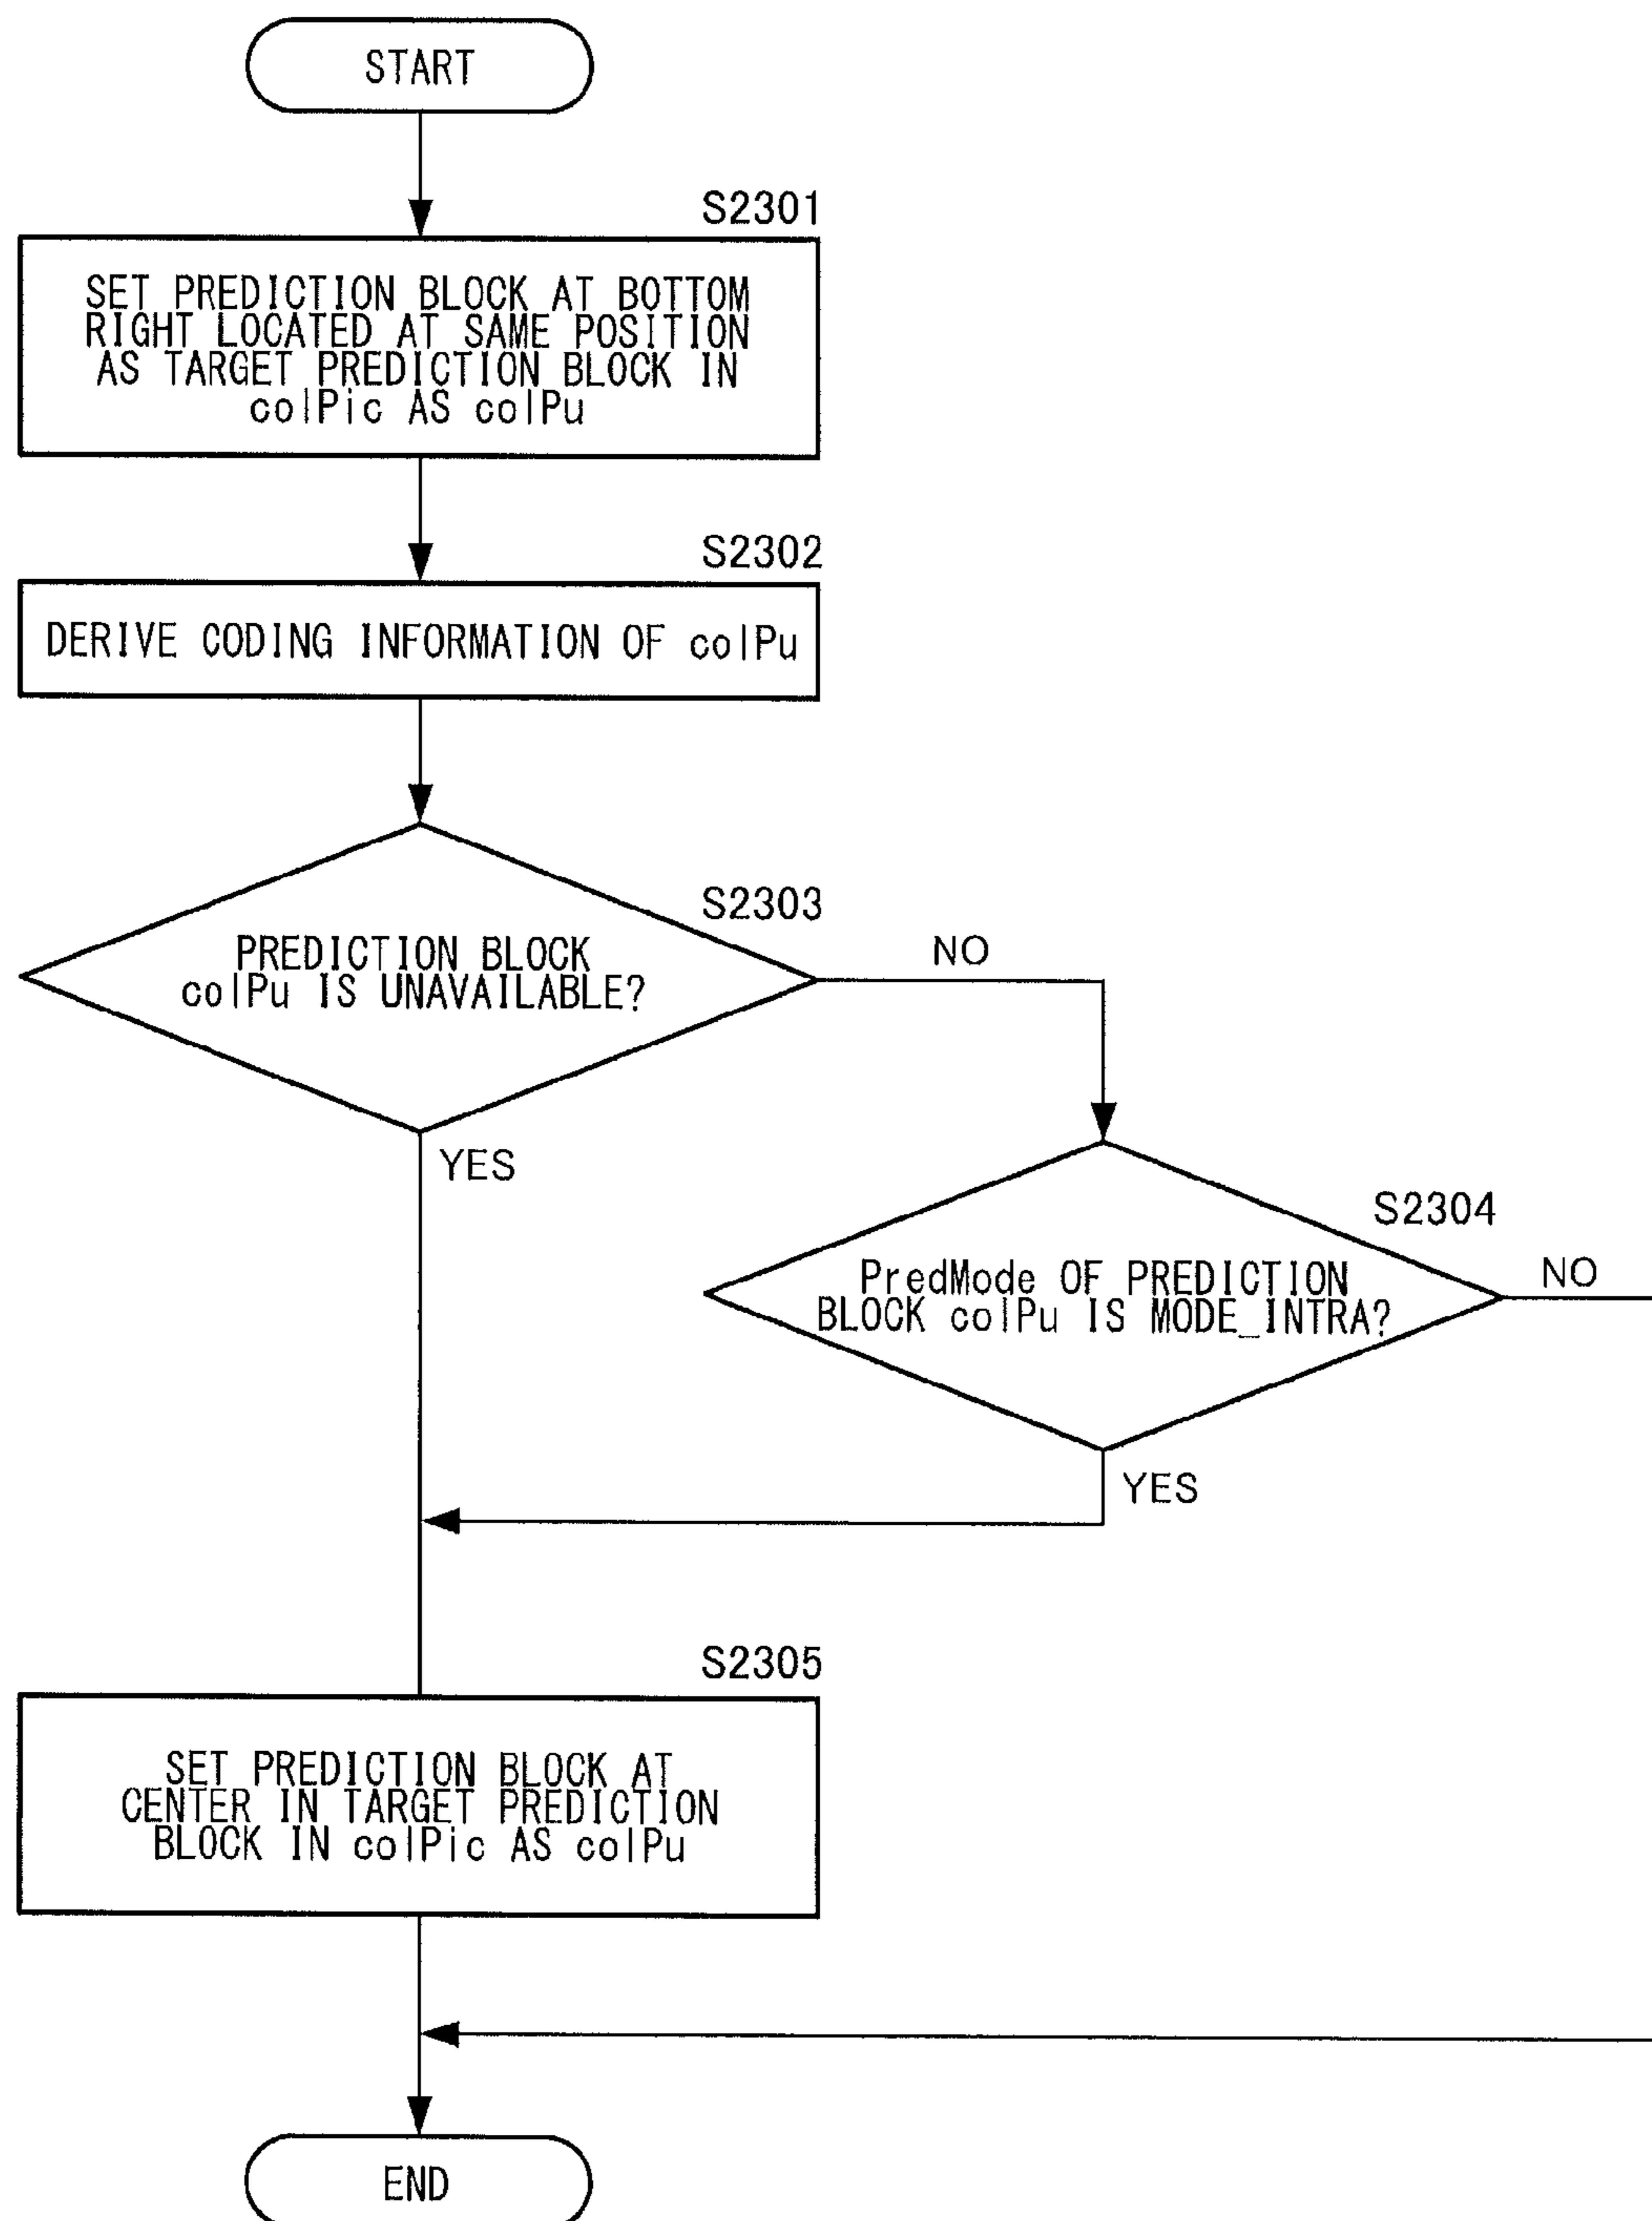 START
S2301
SET PREDICTION BLOCK AT BOTTOM
RIGHT LOCATED AT SAME POSITION
AS TARGET PREDICTION BLOCK IN
colPic AS colPu
S2302
DERIVE CODING INFORMATION OF colPu
S2303
PREDICTION BLOCK
colPu IS UNAVAILABLE?
NO
YES
S2304
PredMode OF PREDICTION
BLOCK colPu IS MODE_INTRA?
NO
YES
S2305
SET PREDICTION BLOCK AT
CENTER IN TARGET PREDICTION
BLOCK IN colPic AS colPu
END